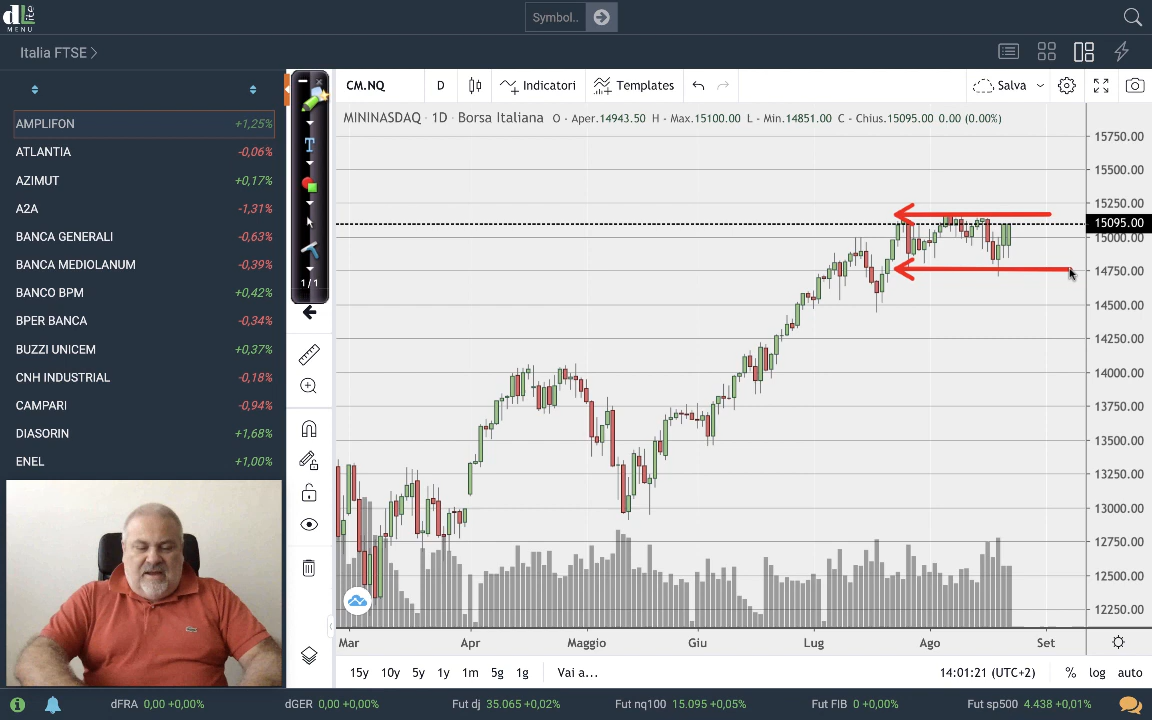 dLite
MENU
Symbol..
Italia FTSE
AMPLIFON +1,25%
ATLANTIA -0,06%
AZIMUT +0,17%
A2A -1,31%
BANCA GENERALI -0,63%
BANCA MEDIOLANUM -0,39%
BANCO BPM +0,42%
BPER BANCA -0,34%
BUZZI UNICEM +0,37%
CNH INDUSTRIAL -0,18%
CAMPARI -0,94%
DIASORIN +1,68%
ENEL +1,00%
T
1/1
CM.NQ D Indicatori Templates Salva
MININASDAQ · 1D · Borsa Italiana O - Aper.14943.50 H - Max.15100.00 L - Min.14851.00 C - Chius.15095.00 0.00 (0.00%)
15750.00
15500.00
15250.00
15095.00
15000.00
14750.00
14500.00
14250.00
14000.00
13750.00
13500.00
13250.00
13000.00
12750.00
12500.00
12250.00
Mar Apr Maggio Giu Lug Ago Set
15y 10y 5y 1y 1m 5g 1g Vai a... 14:01:21 (UTC+2) % log auto
dFRA 0,00 +0,00% dGER 0,00 +0,00% Fut dj 35.065 +0,02% Fut nq100 15.095 +0,05% Fut FIB 0 +0,00% Fut sp500 4.438 +0,01%